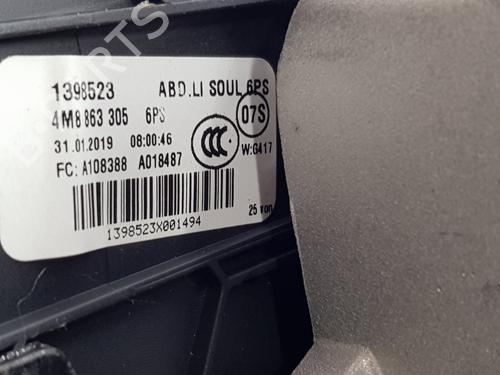 1398523 ABD.LI SOUL 6PS
4M8 863 305 6PS 07S
31.01.2019 08:00:46
FC: A108388 A018487 W:G417
1398523X001494 25 von